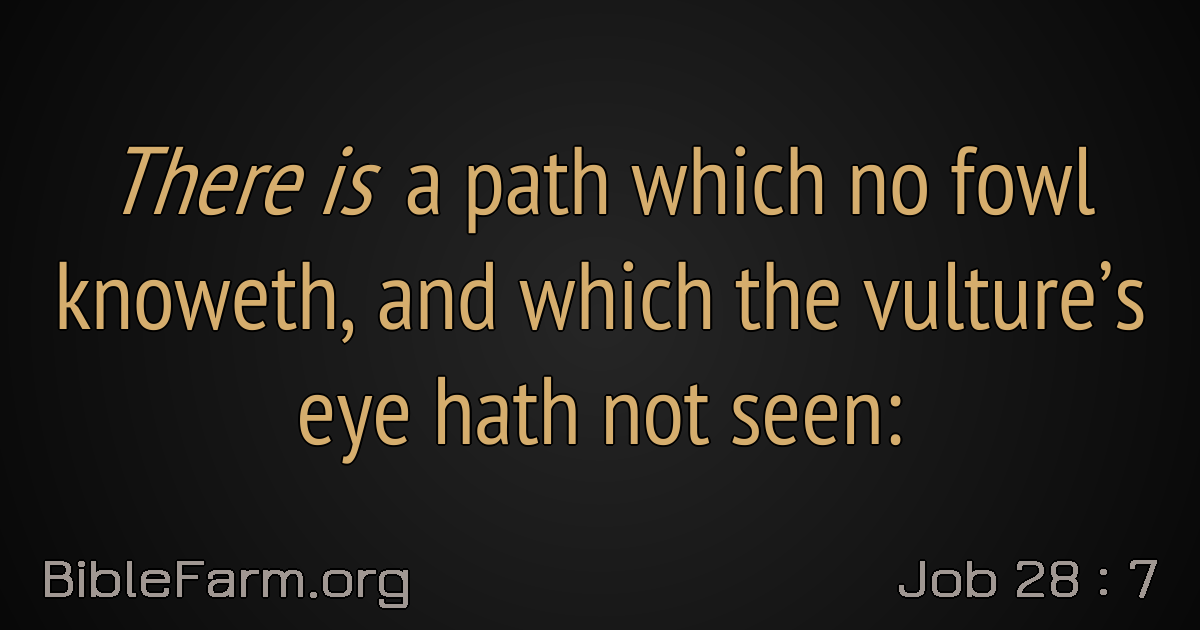 There is a path which no fowl
knoweth, and which the vulture’s
eye hath not seen:
BibleFarm.org
Job 28 : 7